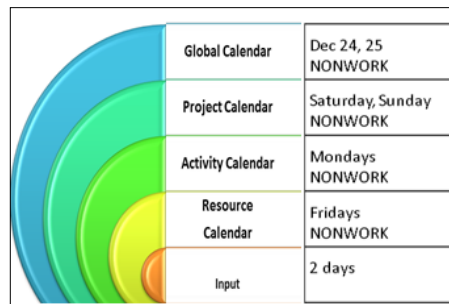 Global Calendar
Dec 24, 25
NONWORK
Project Calendar
Saturday, Sunday
NONWORK
Activity Calendar
Mondays
NONWORK
Resource
Calendar
Fridays
NONWORK
Input
2 days